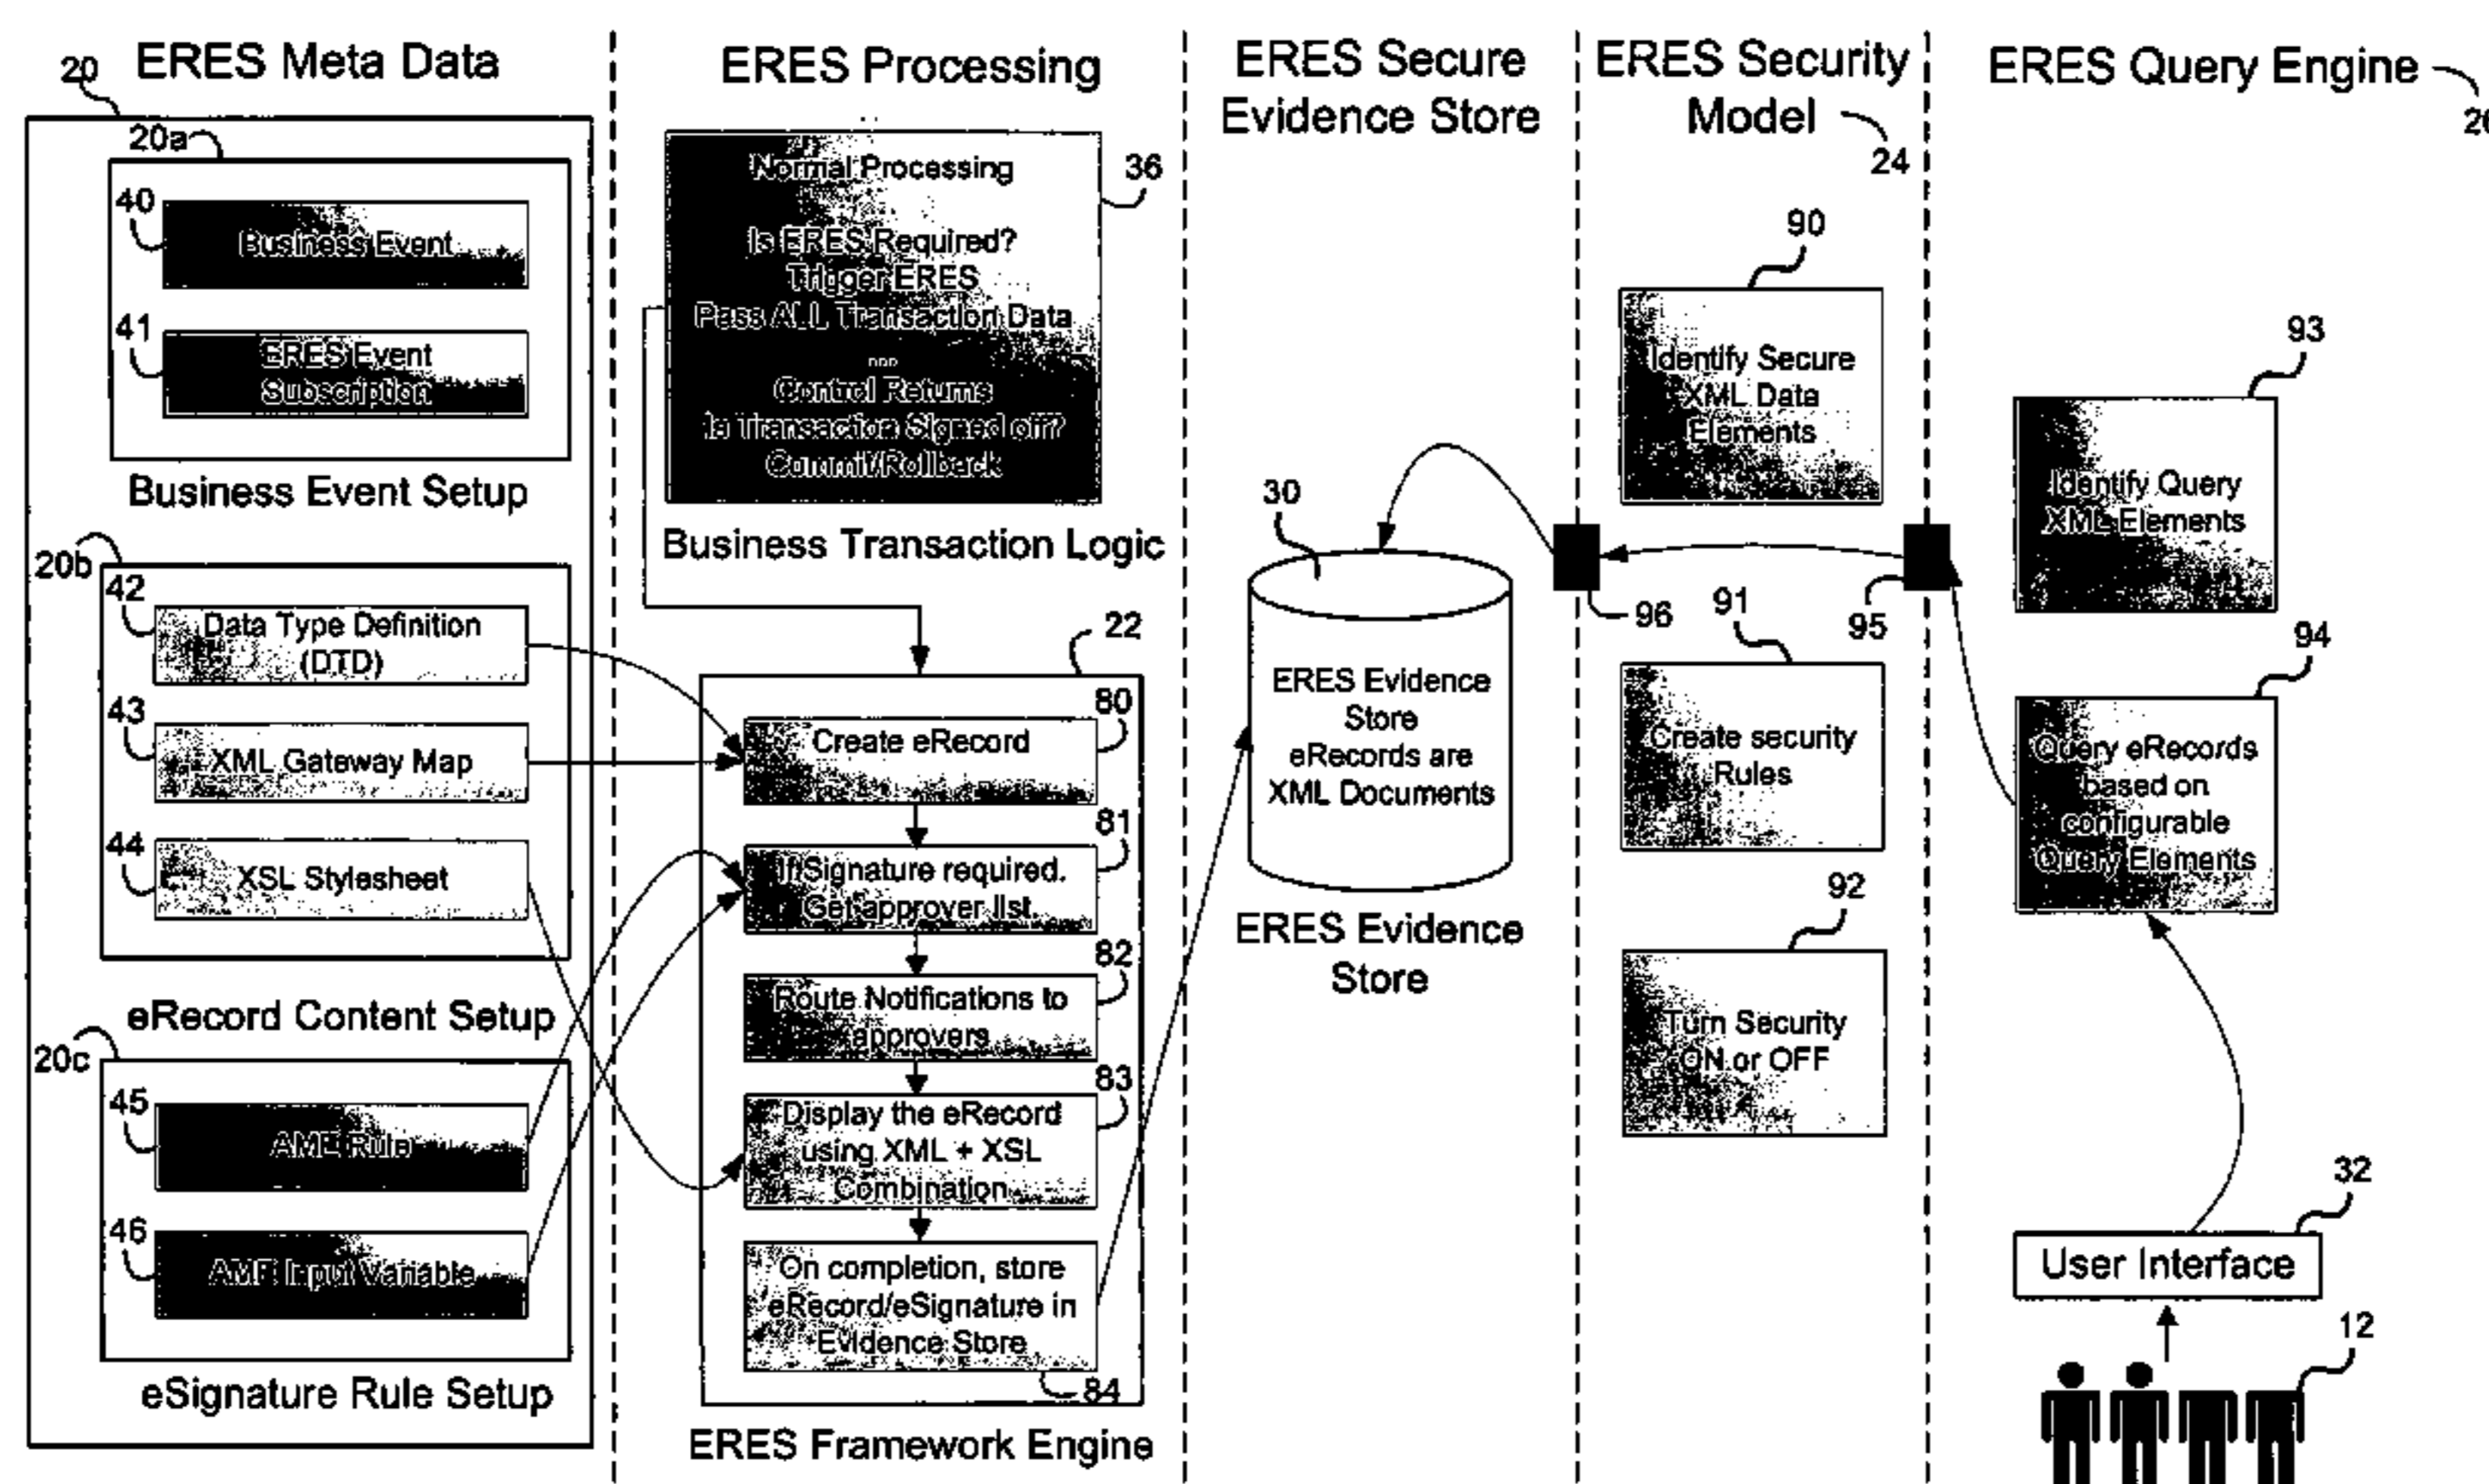 ERES Meta Data
20
20a
40
Business Event
41
ERES Event
Subscription
Business Event Setup
20b
42
Data Type Definition
(DTD)
43
XML Gateway Map
44
XSL Stylesheet
eRecord Content Setup
20c
45
AME Rule
46
AME Input Variable
eSignature Rule Setup
ERES Processing
36
Normal Processing
Is ERES Required?
Trigger ERES
Pass ALL Transaction Data
...
Control Returns
Is Transaction Signed off?
Commit/Rollback
Business Transaction Logic
22
80
Create eRecord
81
If Signature required.
Get approver list.
82
Route Notifications to
approvers
83
Display the eRecord
using XML + XSL
Combination
On completion, store
eRecord/eSignature in
Evidence Store
84
ERES Framework Engine
ERES Secure
Evidence Store
30
ERES Evidence
Store
eRecords are
XML Documents
ERES Evidence
Store
ERES Security
Model
24
90
Identify Secure
XML Data
Elements
96
95
91
Create security
Rules
92
Turn Security
ON or OFF
ERES Query Engine
93
Identify Query
XML Elements
94
Query eRecords
based on
configurable
Query Elements
32
User Interface
12